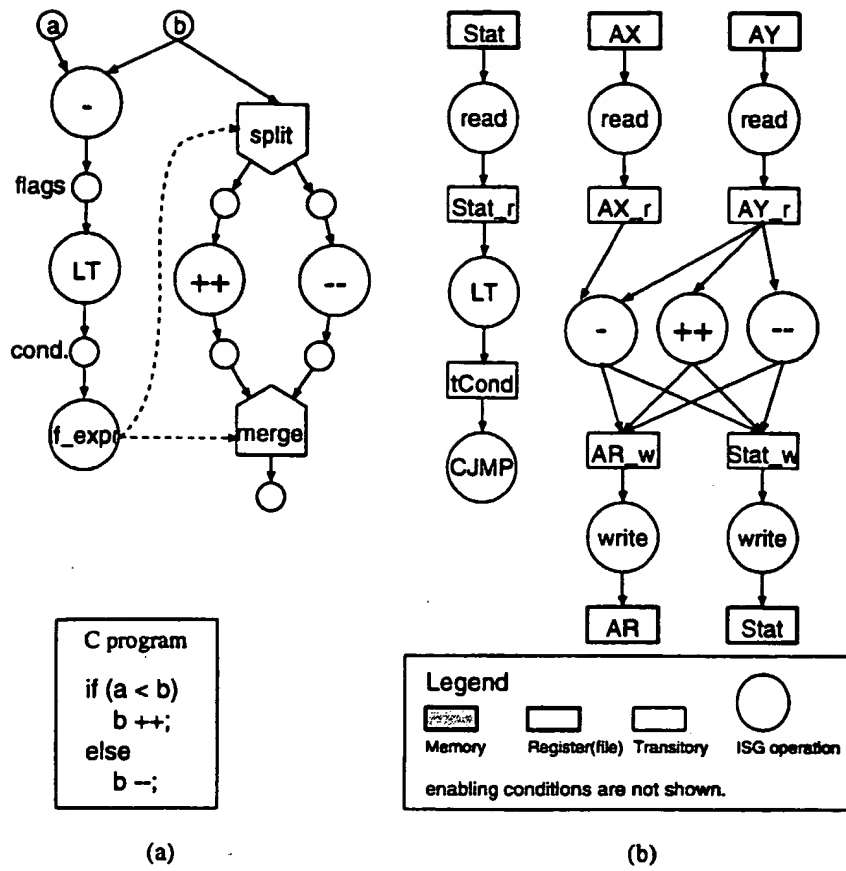 a
b
-
split
flags
LT
++
--
cond.
f_expr
merge
C program
if (a < b)
b ++;
else
b --;
(a)
Stat
AX
AY
read
read
read
Stat_r
AX_r
AY_r
LT
-
++
--
tCond
CJMP
AR_w
Stat_w
write
write
AR
Stat
Legend
Memory
Register(file)
Transitory
ISG operation
enabling conditions are not shown.
(b)